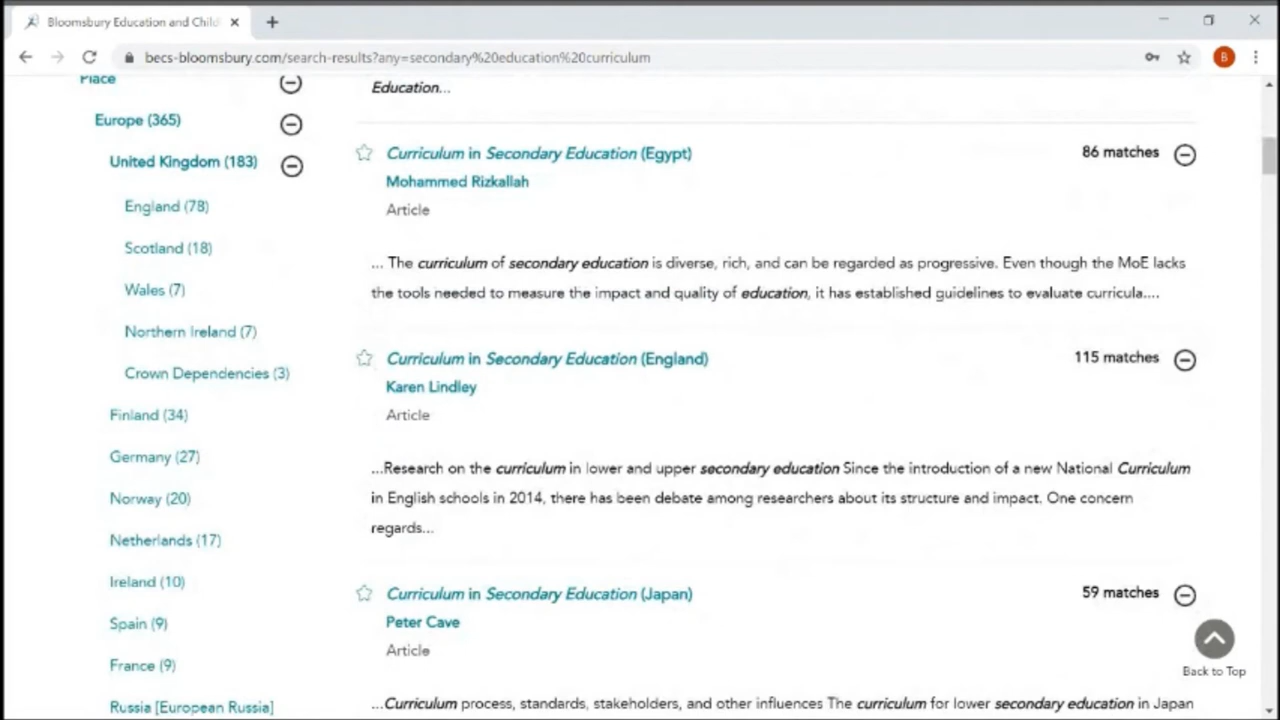 Bloomsbury Education and Child
becs-bloomsbury.com/search-results?any=secondary%20education%20curriculum
B
Place
Europe (365)
United Kingdom (183)
England (78)
Scotland (18)
Wales (7)
Northern Ireland (7)
Crown Dependencies (3)
Finland (34)
Germany (27)
Norway (20)
Netherlands (17)
Ireland (10)
Spain (9)
France (9)
Russia [European Russia]
Education...
Curriculum in Secondary Education (Egypt)
86 matches
Mohammed Rizkallah
Article
... The curriculum of secondary education is diverse, rich, and can be regarded as progressive. Even though the MoE lacks
the tools needed to measure the impact and quality of education, it has established guidelines to evaluate curricula....
Curriculum in Secondary Education (England)
115 matches
Karen Lindley
Article
...Research on the curriculum in lower and upper secondary education Since the introduction of a new National Curriculum
in English schools in 2014, there has been debate among researchers about its structure and impact. One concern
regards...
Curriculum in Secondary Education (Japan)
59 matches
Peter Cave
Article
...Curriculum process, standards, stakeholders, and other influences The curriculum for lower secondary education in Japan
Back to Top